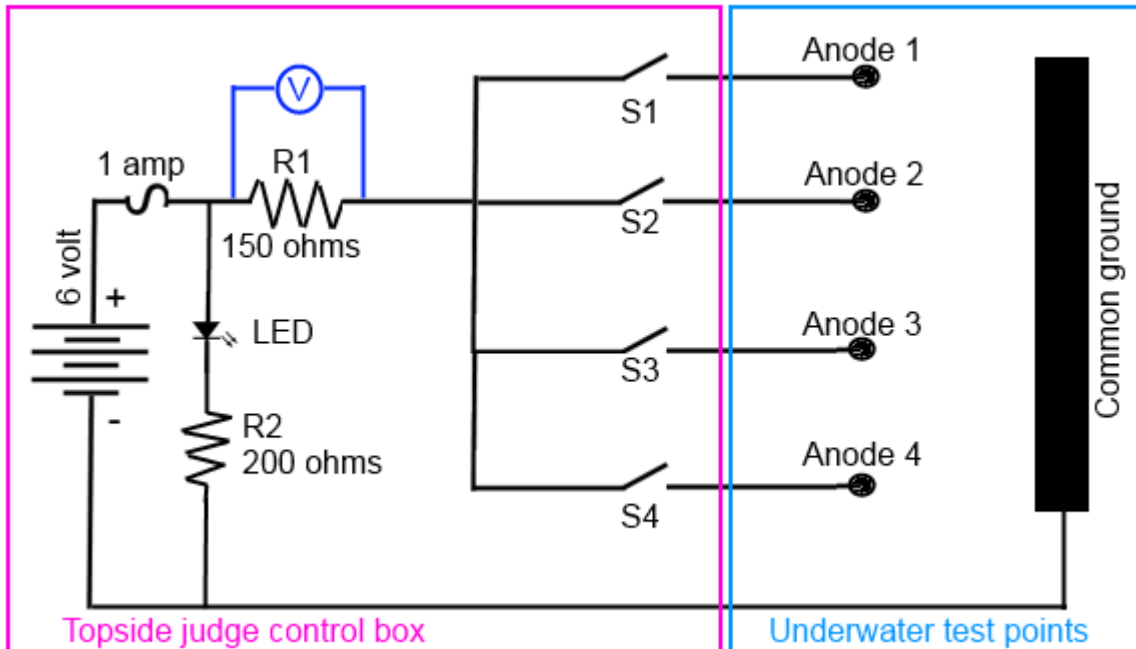 Anode 1
V
S1
1 amp
R1
Anode 2
150 ohms
S2
6 volt
+
LED
Anode 3
S3
Common ground
-
R2
200 ohms
Anode 4
S4
Topside judge control box
Underwater test points